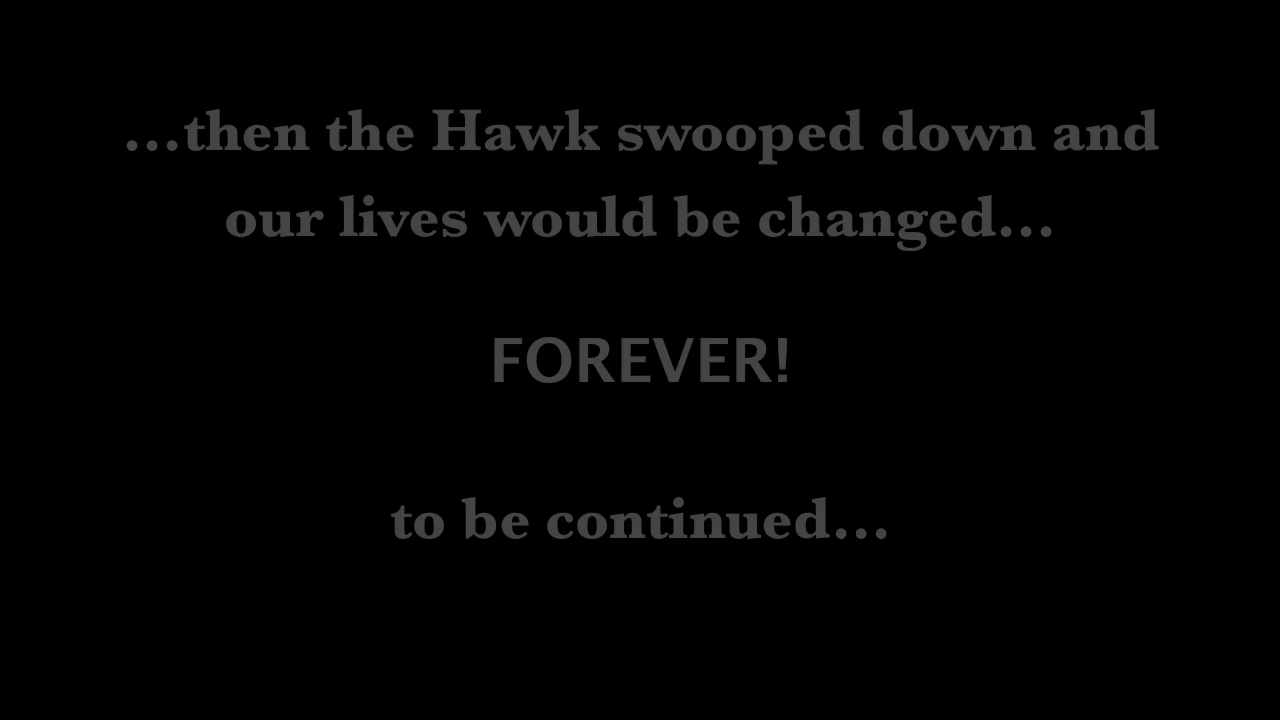 ...then the Hawk swooped down and
our lives would be changed...
FOREVER!
to be continued...